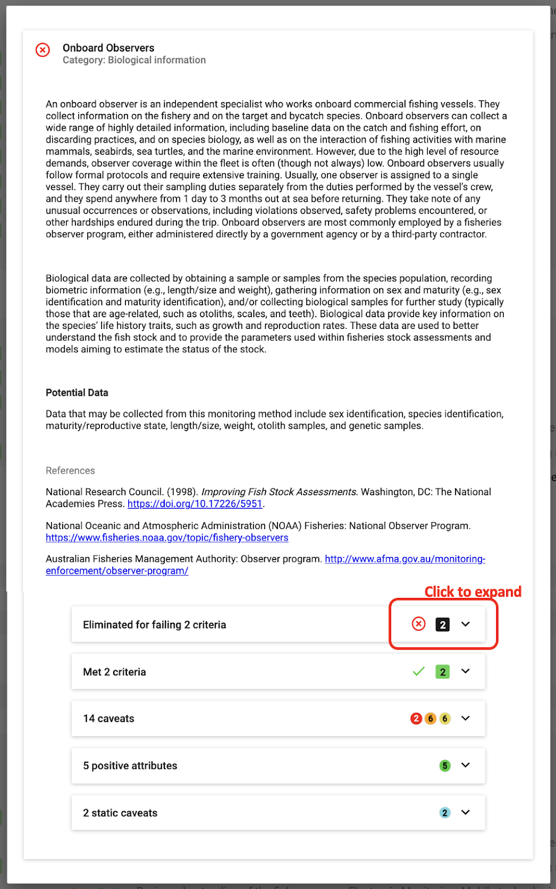 Onboard Observers
Category: Biological information
An onboard observer is an independent specialist who works onboard commercial fishing vessels. They
collect information on the fishery and on the target and bycatch species. Onboard observers can collect a
wide range of highly detailed information, including baseline data on the catch and fishing effort, on
discarding practices, and on species biology, as well as on the interaction of fishing activities with marine
mammals, seabirds, sea turtles, and the marine environment. However, due to the high level of resource
demands, observer coverage within the fleet is often (though not always) low. Onboard observers usually
follow formal protocols and require extensive training. Usually, one observer is assigned to a single
vessel. They carry out their sampling duties separately from the duties performed by the vessel's crew,
and they spend anywhere from 1 day to 3 months out at sea before returning. They take note of any
unusual occurrences or observations, including violations observed, safety problems encountered, or
other hardships endured during the trip. Onboard observers are most commonly employed by a fisheries
observer program, either administered directly by a government agency or by a third-party contractor.
Biological data are collected by obtaining a sample or samples from the species population, recording
biometric information (e.g., length/size and weight), gathering information on sex and maturity (e.g., sex
identification and maturity identification), and/or collecting biological samples for further study (typically
those that are age-related, such as otoliths, scales, and teeth). Biological data provide key information on
the species' life history traits, such as growth and reproduction rates. These data are used to better
understand the fish stock and to provide the parameters used within fisheries stock assessments and
models aiming to estimate the status of the stock.
Potential Data
Data that may be collected from this monitoring method include sex identification, species identification,
maturity/reproductive state, length/size, weight, otolith samples, and genetic samples.
References
National Research Council. (1998). Improving Fish Stock Assessments. Washington, DC: The National
Academies Press. https://doi.org/10.17226/5951.
National Oceanic and Atmospheric Administration (NOAA) Fisheries: National Observer Program.
https://www.fisheries.noaa.gov/topic/fishery-observers
Australian Fisheries Management Authority: Observer program. http://www.afma.gov.au/monitoring-
enforcement/observer-program/
Click to expand
Eliminated for failing 2 criteria 2
Met 2 criteria 2
14 caveats 2 6 6
5 positive attributes 5
2 static caveats 2